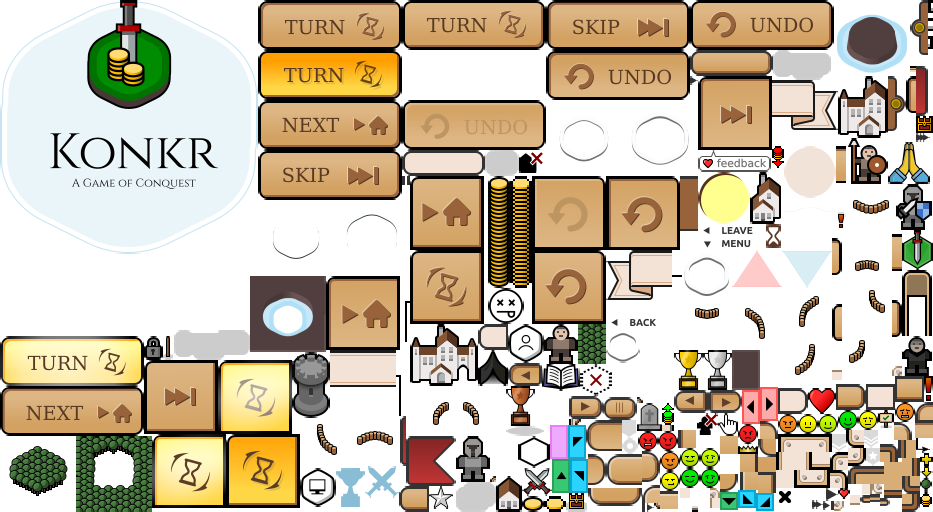 TURN
TURN
SKIP
UNDO
TURN
UNDO
NEXT
UNDO
SKIP
KONKR
A GAME OF CONQUEST
feedback
LEAVE
MENU
BACK
TURN
NEXT